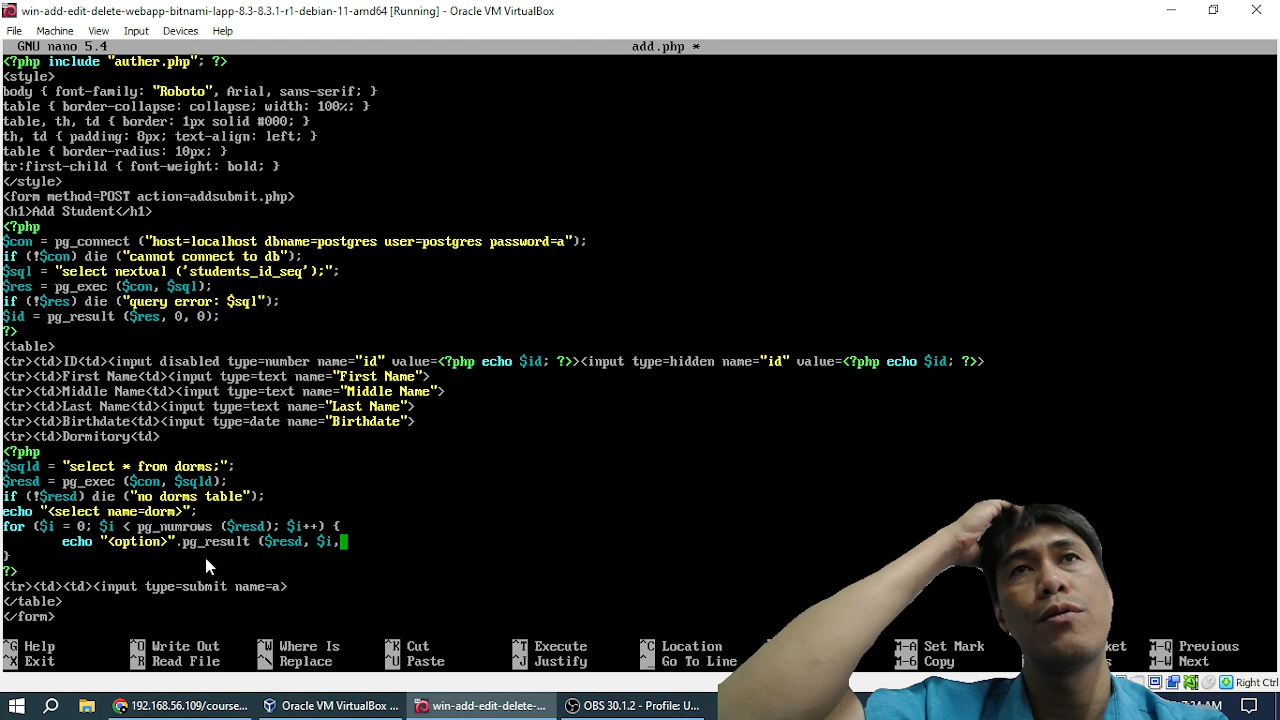 win-add-edit-delete-webapp-bitnami-lapp-8.3-8.3.1-r1-debian-11-amd64 [Running] - Oracle VM VirtualBox
File Machine View Input Devices Help
GNU nano 5.4 add.php *
<?php include "auther.php"; ?>
<style>
body { font-family: "Roboto", Arial, sans-serif; }
table { border-collapse: collapse; width: 100%; }
table, th, td { border: 1px solid #000; }
th, td { padding: 8px; text-align: left; }
table { border-radius: 10px; }
tr:first-child { font-weight: bold; }
</style>
<form method=POST action=addsubmit.php>
<h1>Add Student</h1>
<?php
$con = pg_connect ("host=localhost dbname=postgres user=postgres password=a");
if (!$con) die ("cannot connect to db");
$sql = "select nextval ('students_id_seq');";
$res = pg_exec ($con, $sql);
if (!$res) die ("query error: $sql");
$id = pg_result ($res, 0, 0);
?>
<table>
<tr><td>ID<td><input disabled type=number name="id" value=<?php echo $id; ?>><input type=hidden name="id" value=<?php echo $id; ?>>
<tr><td>First Name<td><input type=text name="First Name">
<tr><td>Middle Name<td><input type=text name="Middle Name">
<tr><td>Last Name<td><input type=text name="Last Name">
<tr><td>Birthdate<td><input type=date name="Birthdate">
<tr><td>Dormitory<td>
<?php
$sqld = "select * from dorms;";
$resd = pg_exec ($con, $sqld);
if (!$resd) die ("no dorms table");
echo "<select name=dorm>";
for ($i = 0; $i < pg_numrows ($resd); $i++) {
echo "<option>".pg_result ($resd, $i,
}
?>
<tr><td><td><input type=submit name=a>
</table>
</form>
^G Help ^O Write Out ^W Where Is ^K Cut ^T Execute ^C Location M-A Set Mark M-Q Previous
^X Exit ^R Read File ^\ Replace ^U Paste ^J Justify ^_ Go To Line M-6 Copy M-W Next
Right Ctrl
192.168.56.109/course... Oracle VM VirtualBox ... win-add-edit-delete-... OBS 30.1.2 - Profile: U...